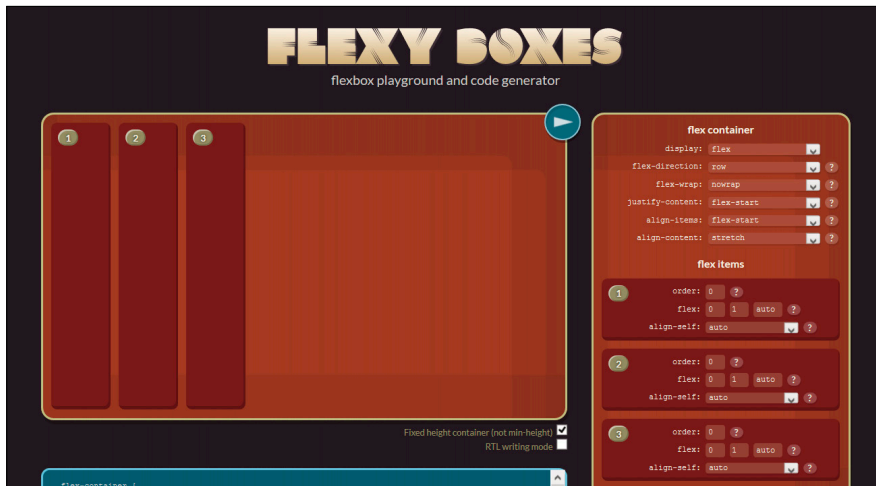 FLEXY BOXES
flexbox playground and code generator
1 2 3
flex container
display: flex
flex-direction: row ?
flex-wrap: nowrap ?
justify-content: flex-start ?
align-items: flex-start ?
align-content: stretch ?
flex items
1
order: 0 ?
flex: 0 1 auto ?
align-self: auto ?
2
order: 0 ?
flex: 0 1 auto ?
align-self: auto ?
3
order: 0 ?
flex: 0 1 auto ?
align-self: auto ?
Fixed height container (not min-height)
RTL writing mode
.flex-container {